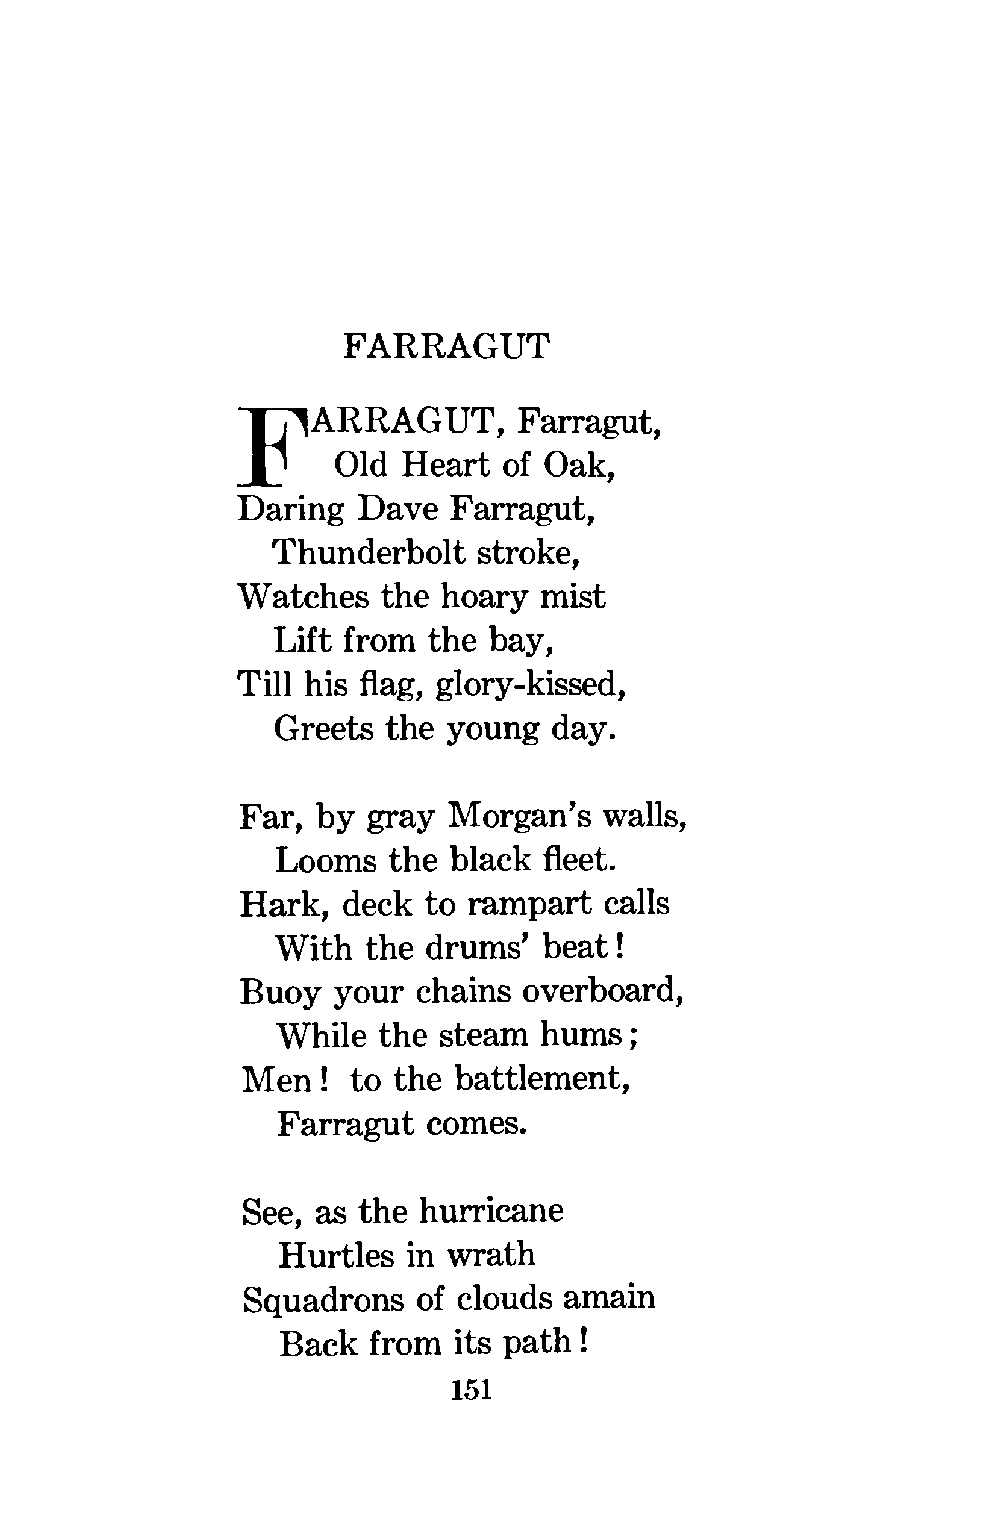 FARRAGUT
FARRAGUT, Farragut,
Old Heart of Oak,
Daring Dave Farragut,
Thunderbolt stroke,
Watches the hoary mist
Lift from the bay,
Till his flag, glory-kissed,
Greets the young day.
Far, by gray Morgan's walls,
Looms the black fleet.
Hark, deck to rampart calls
With the drums' beat!
Buoy your chains overboard,
While the steam hums;
Men! to the battlement,
Farragut comes.
See, as the hurricane
Hurtles in wrath
Squadrons of clouds amain
Back from its path!
151